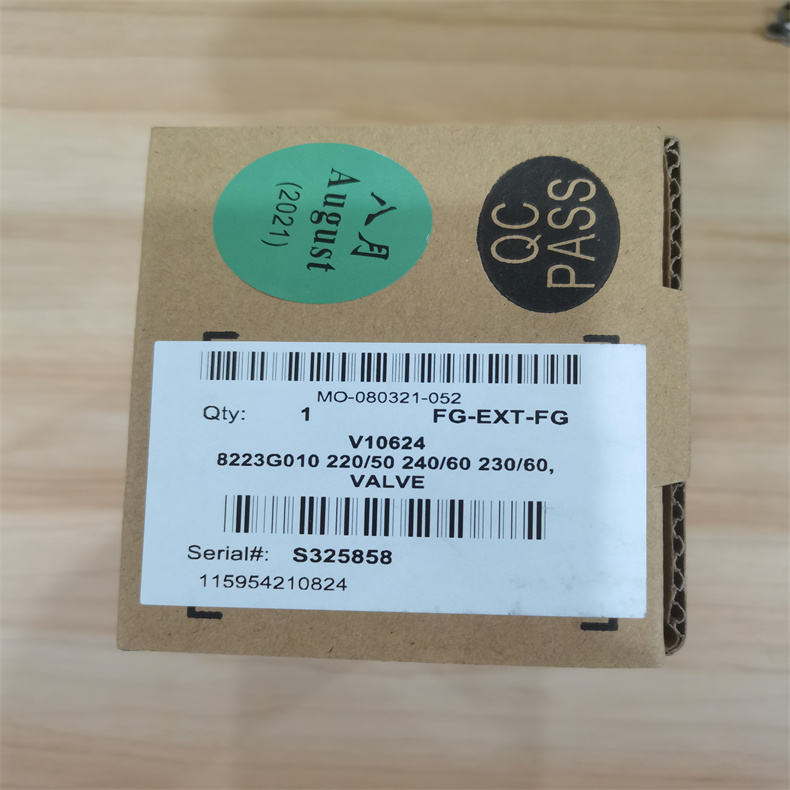 八月
August
(2021)
QC
PASS
MO-080321-052
Qty: 1 FG-EXT-FG
V10624
8223G010 220/50 240/60 230/60,
VALVE
Serial#: S325858
115954210824